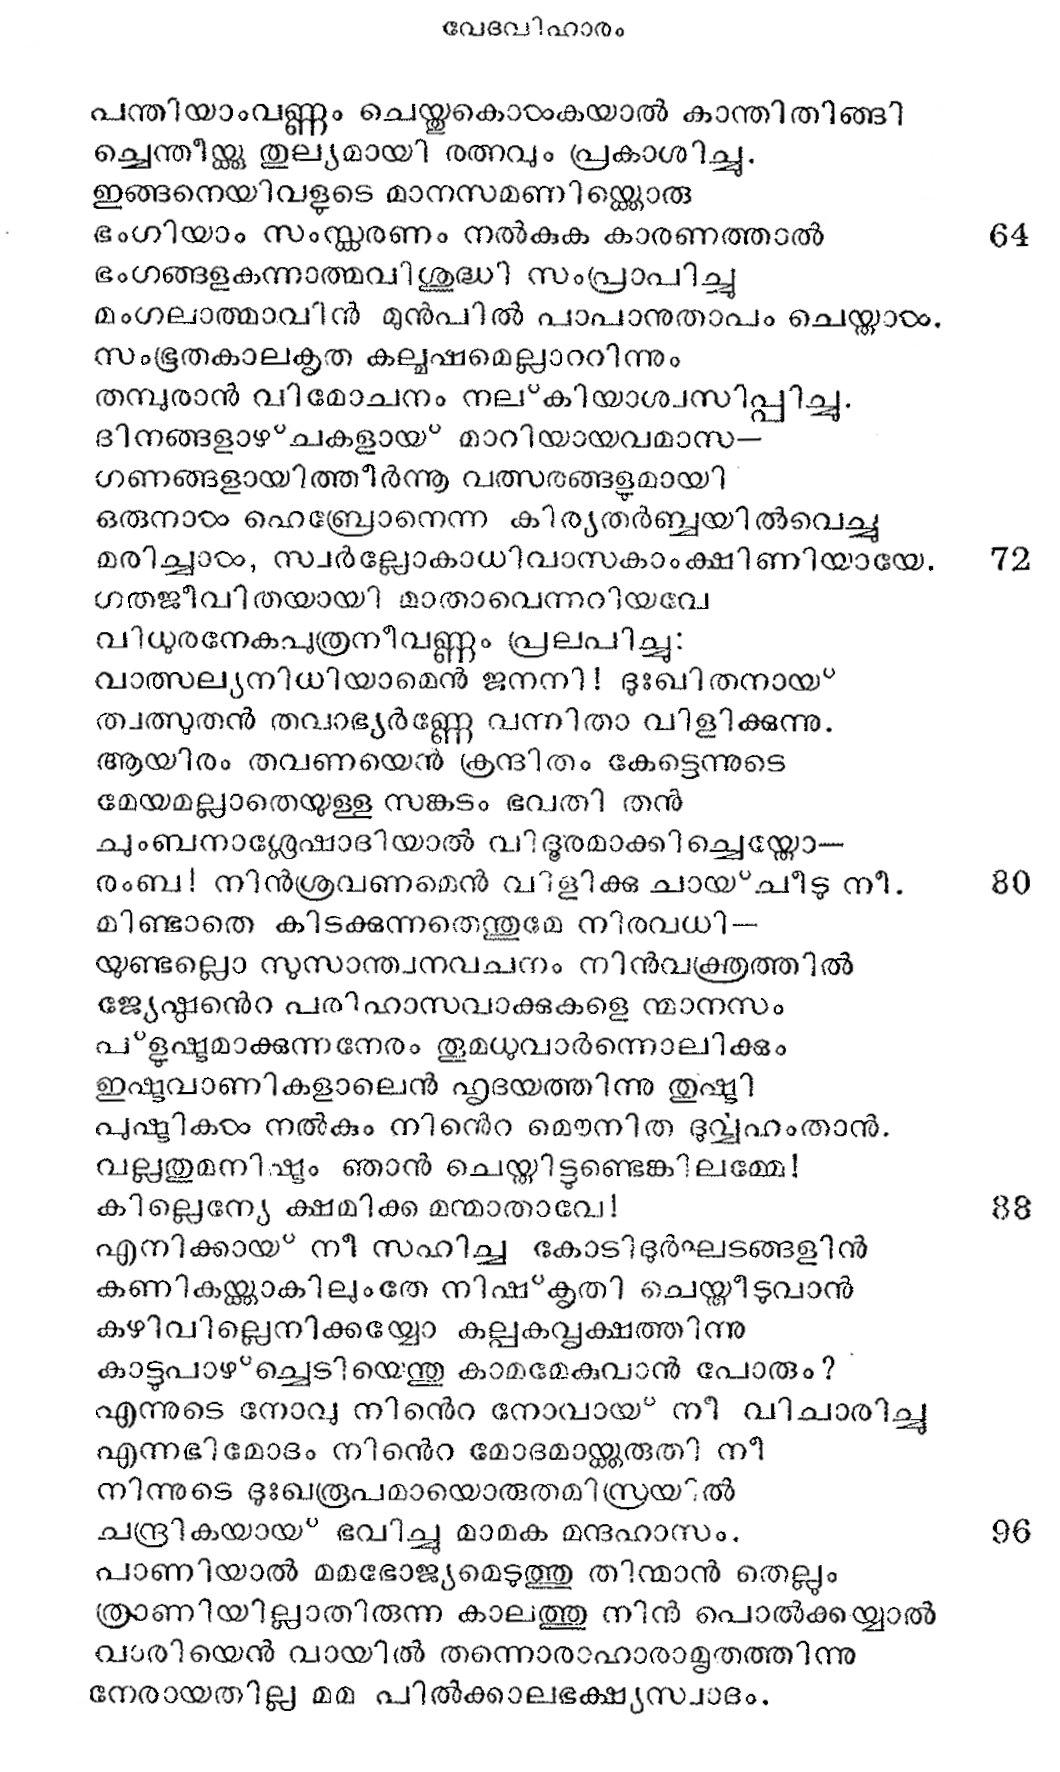 വേദവിഹാരം
പന്തിയാംവണ്ണം ചെയ്തുകൊൾകയാൽ കാന്തിതിങ്ങി
ച്ചെന്തീയ്ക്കു തുല്യമായി രത്നവും പ്രകാശിച്ചു.
ഇങ്ങനെയിവളുടെ മാനസമണിയ്ക്കൊരു
ഭംഗിയാം സംസ്കരണം നൽകുക കാരണത്താൽ 64
ഭംഗങ്ങളകന്നാത്മവിശുദ്ധി സംപ്രാപിച്ചു
മംഗലാത്മാവിൻ മുൻപിൽ പാപാനുതാപം ചെയ്താൾ.
സംഭൂതകാലകൃത കല്മഷമെല്ലാററിന്നും
തമ്പുരാൻ വിമോചനം നല്കിയാശ്വസിപ്പിച്ചു.
ദിനങ്ങളാഴ്ചകളായ് മാറിയായവമാസ—
ഗണങ്ങളായിത്തീർന്നൂ വത്സരങ്ങളുമായി
ഒരുനാൾ ഹെബ്രോനെന്ന കിര്യതർബ്ബയിൽവെച്ചു
മരിച്ചാൾ, സ്വർല്ലോകാധിവാസകാംക്ഷിണിയായേ. 72
ഗതജീവിതയായി മാതാവെന്നറിയവേ
വിധുരനേകപുത്രനീവണ്ണം പ്രലപിച്ചു:
വാത്സല്യനിധിയാമെൻ ജനനി! ദുഃഖിതനായ്
ത്വത്സുതൻ തവാഭ്യർണ്ണേ വന്നിതാ വിളിക്കുന്നു.
ആയിരം തവണയെൻ ക്രന്ദിതം കേട്ടെന്നുടെ
മേയമല്ലാതെയുള്ള സങ്കടം ഭവതി തൻ
ചുംബനാശ്ലേഷാദിയാൽ വിദൂരമാക്കിച്ചെയ്തോ—
രംബ! നിൻശ്രവണമെൻ വിളിക്കു ചായ്ചീടു നീ. 80
മിണ്ടാതെ കിടക്കുന്നതെന്തുമേ നിരവധി—
യുണ്ടല്ലൊ സുസാന്ത്വനവചനം നിൻവക്ത്രത്തിൽ
ജ്യേഷ്ഠൻെറ പരിഹാസവാക്കുകളെ ന്മാനസം
പ്ളുഷ്ടമാക്കുന്നനേരം തൂമധുവാർന്നൊലിക്കും
ഇഷ്ടവാണികളാലെൻ ഹൃദയത്തിന്നു തുഷ്ടി
പുഷ്ടികൾ നൽകും നിൻെറ മൌനിത ദുർവ്വഹംതാൻ.
വല്ലതുമനിഷ്ടം ഞാൻ ചെയ്തിട്ടുണ്ടെങ്കിലമ്മേ!
കില്ലെന്യേ ക്ഷമിക്ക മന്മാതാവേ! 88
എനിക്കായ് നീ സഹിച്ച കോടിദുർഘടങ്ങളിൻ
കണികയ്ക്കാകിലുംതേ നിഷ്കൃതി ചെയ്തീടുവാൻ
കഴിവില്ലെനിക്കയ്യോ കല്പകവൃക്ഷത്തിന്നു
കാട്ടുപാഴ്ച്ചെടിയെന്തു കാമമേകുവാൻ പോരും?
എന്നുടെ നോവു നിൻെറ നോവായ് നീ വിചാരിച്ചു
എന്നഭിമോദം നിൻെറ മോദമായ്ക്കരുതി നീ
നിന്നുടെ ദുഃഖരൂപമായൊരുതമിസ്രയിൽ
ചന്ദ്രികയായ് ഭവിച്ചു മാമക മന്ദഹാസം. 96
പാണിയാൽ മമഭോജ്യമെടുത്തു തിന്മാൻ തെല്ലും
ത്രാണിയില്ലാതിരുന്ന കാലത്തു നിൻ പൊൽക്കയ്യാൽ
വാരിയെൻ വായിൽ തന്നൊരാഹാരാമൃതത്തിന്നു
നേരായതില്ല മമ പിൽക്കാലഭക്ഷ്യസ്വാദം.